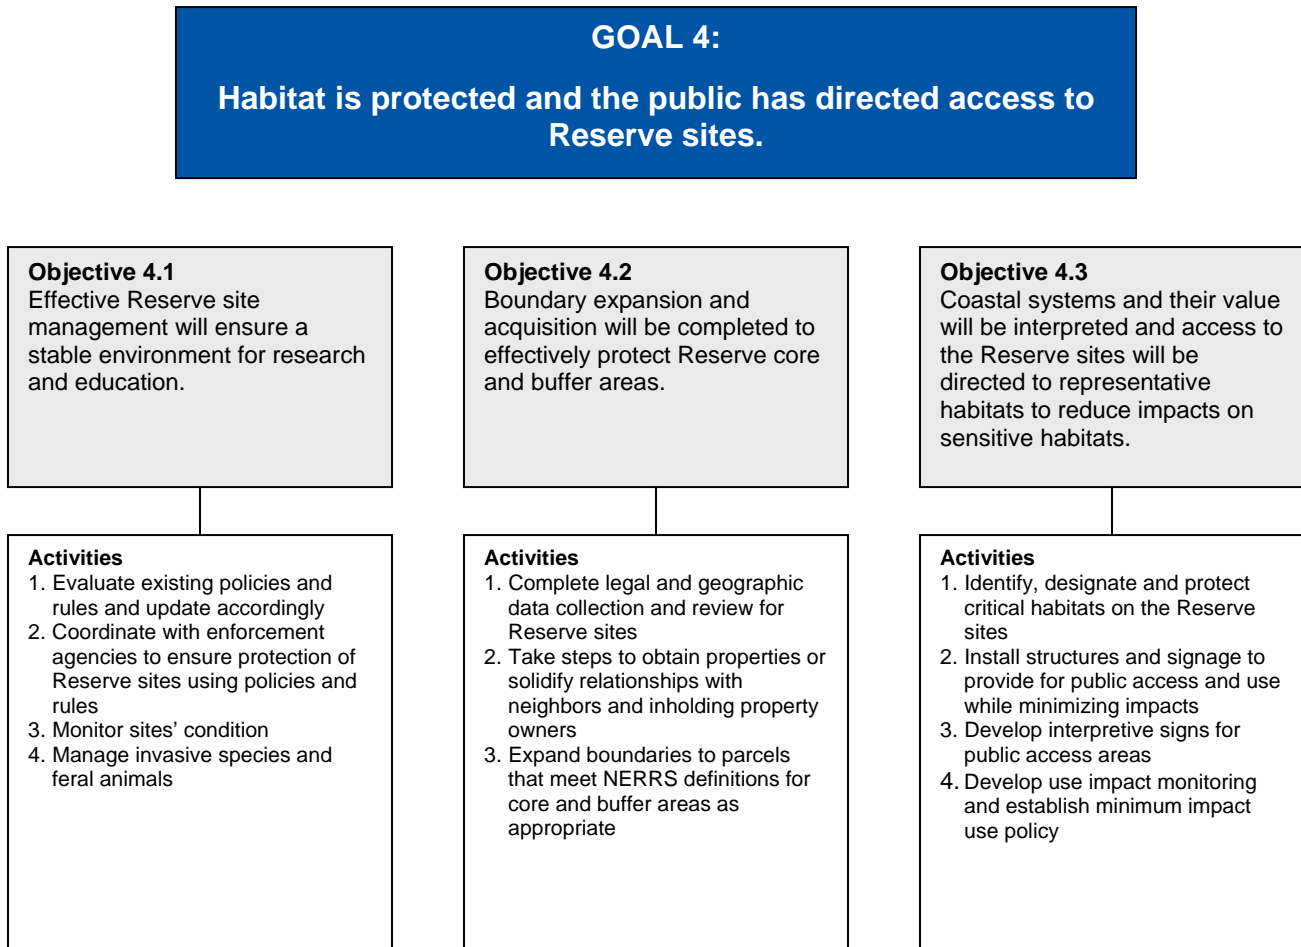 GOAL 4:
Habitat is protected and the public has directed access to
Reserve sites.
Objective 4.1
Effective Reserve site
management will ensure a
stable environment for research
and education.
Objective 4.2
Boundary expansion and
acquisition will be completed to
effectively protect Reserve core
and buffer areas.
Objective 4.3
Coastal systems and their value
will be interpreted and access to
the Reserve sites will be
directed to representative
habitats to reduce impacts on
sensitive habitats.
Activities
1. Evaluate existing policies and
rules and update accordingly
2. Coordinate with enforcement
agencies to ensure protection of
Reserve sites using policies and
rules
3. Monitor sites’ condition
4. Manage invasive species and
feral animals
Activities
1. Complete legal and geographic
data collection and review for
Reserve sites
2. Take steps to obtain properties or
solidify relationships with
neighbors and inholding property
owners
3. Expand boundaries to parcels
that meet NERRS definitions for
core and buffer areas as
appropriate
Activities
1. Identify, designate and protect
critical habitats on the Reserve
sites
2. Install structures and signage to
provide for public access and use
while minimizing impacts
3. Develop interpretive signs for
public access areas
4. Develop use impact monitoring
and establish minimum impact
use policy